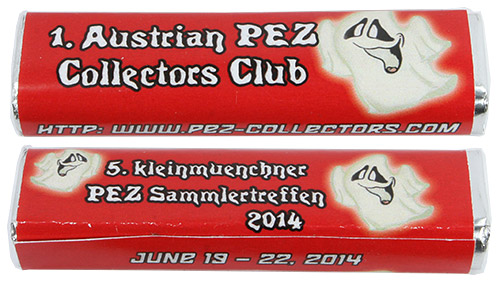 1. Austrian PEZ
Collectors Club
HTTP: WWW.PEZ-COLLECTORS.COM
5. kleinmuenchner
PEZ Sammlertreffen
2014
JUNE 19 - 22, 2014